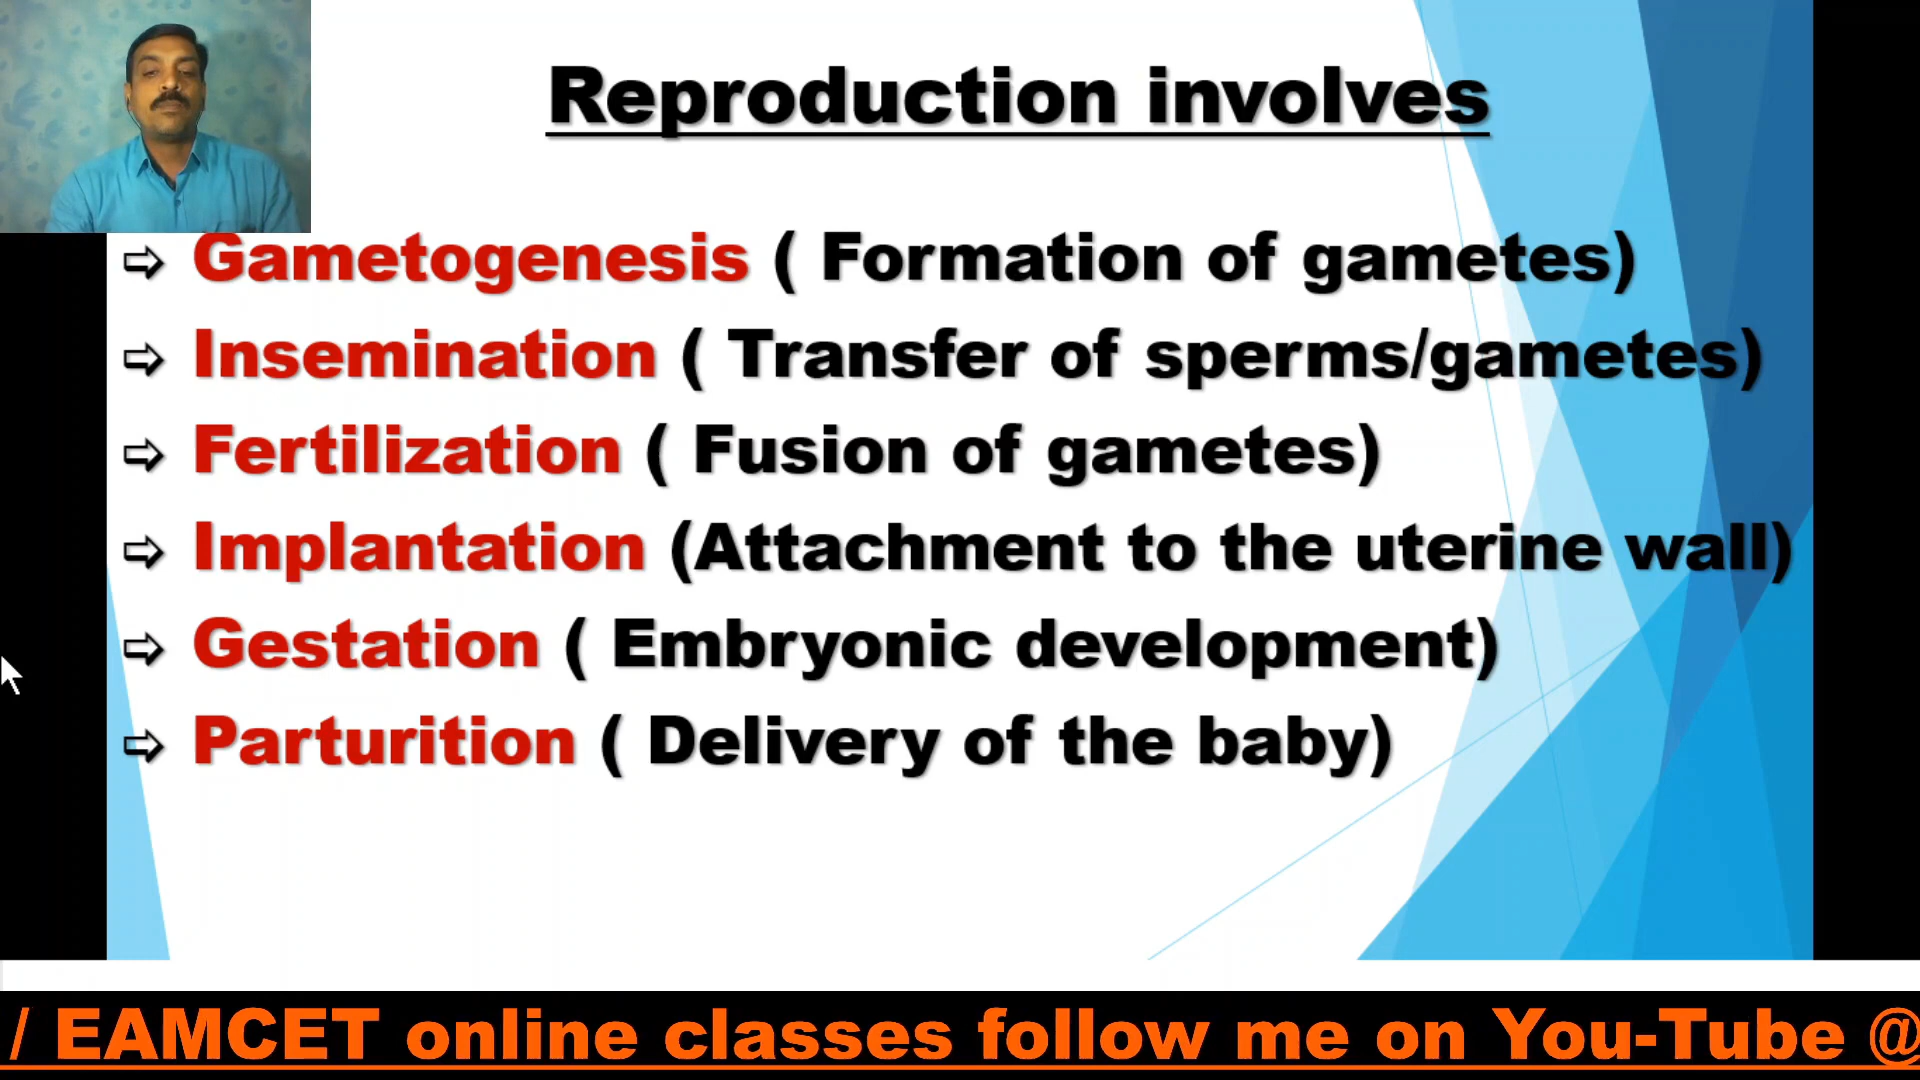 Reproduction involves
⇨ Gametogenesis ( Formation of gametes)
⇨ Insemination ( Transfer of sperms/gametes)
⇨ Fertilization ( Fusion of gametes)
⇨ Implantation (Attachment to the uterine wall)
⇨ Gestation ( Embryonic development)
⇨ Parturition ( Delivery of the baby)
/ EAMCET online classes follow me on You-Tube @